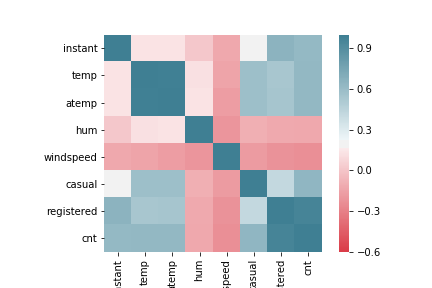 instant
temp
atemp
hum
windspeed
casual
registered
cnt
0.9
0.6
0.3
0.0
−0.3
−0.6
nstant
temp
atemp
hum
speed
casual
tered
cnt